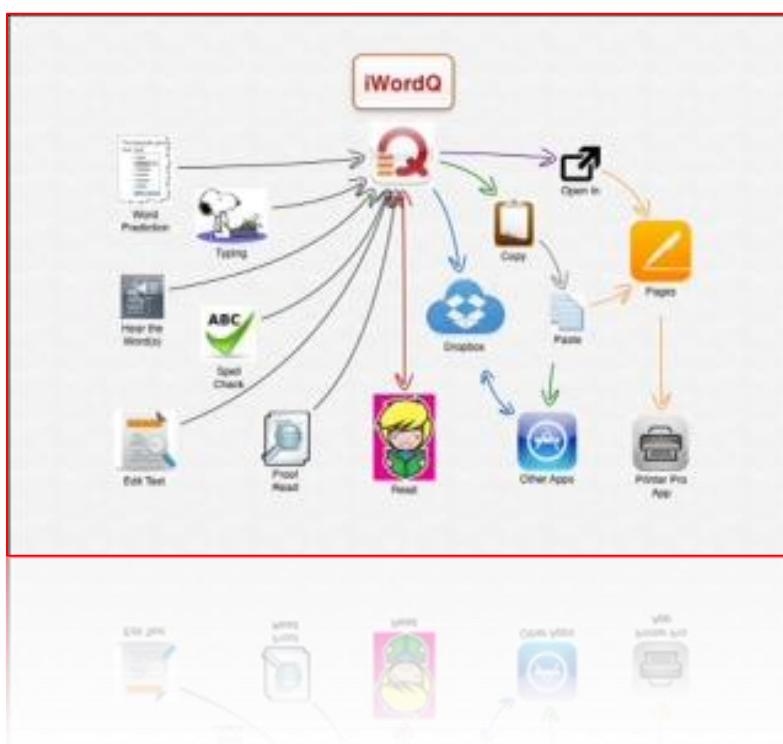 iWordQ
Word
Prediction
Typing
Hear the
Word(s)
ABC
Spell
Check
Edit Text
Proof
Read
Read
Dropbox
Copy
Open In
Paste
Pages
Other Apps
Printer Pro
App